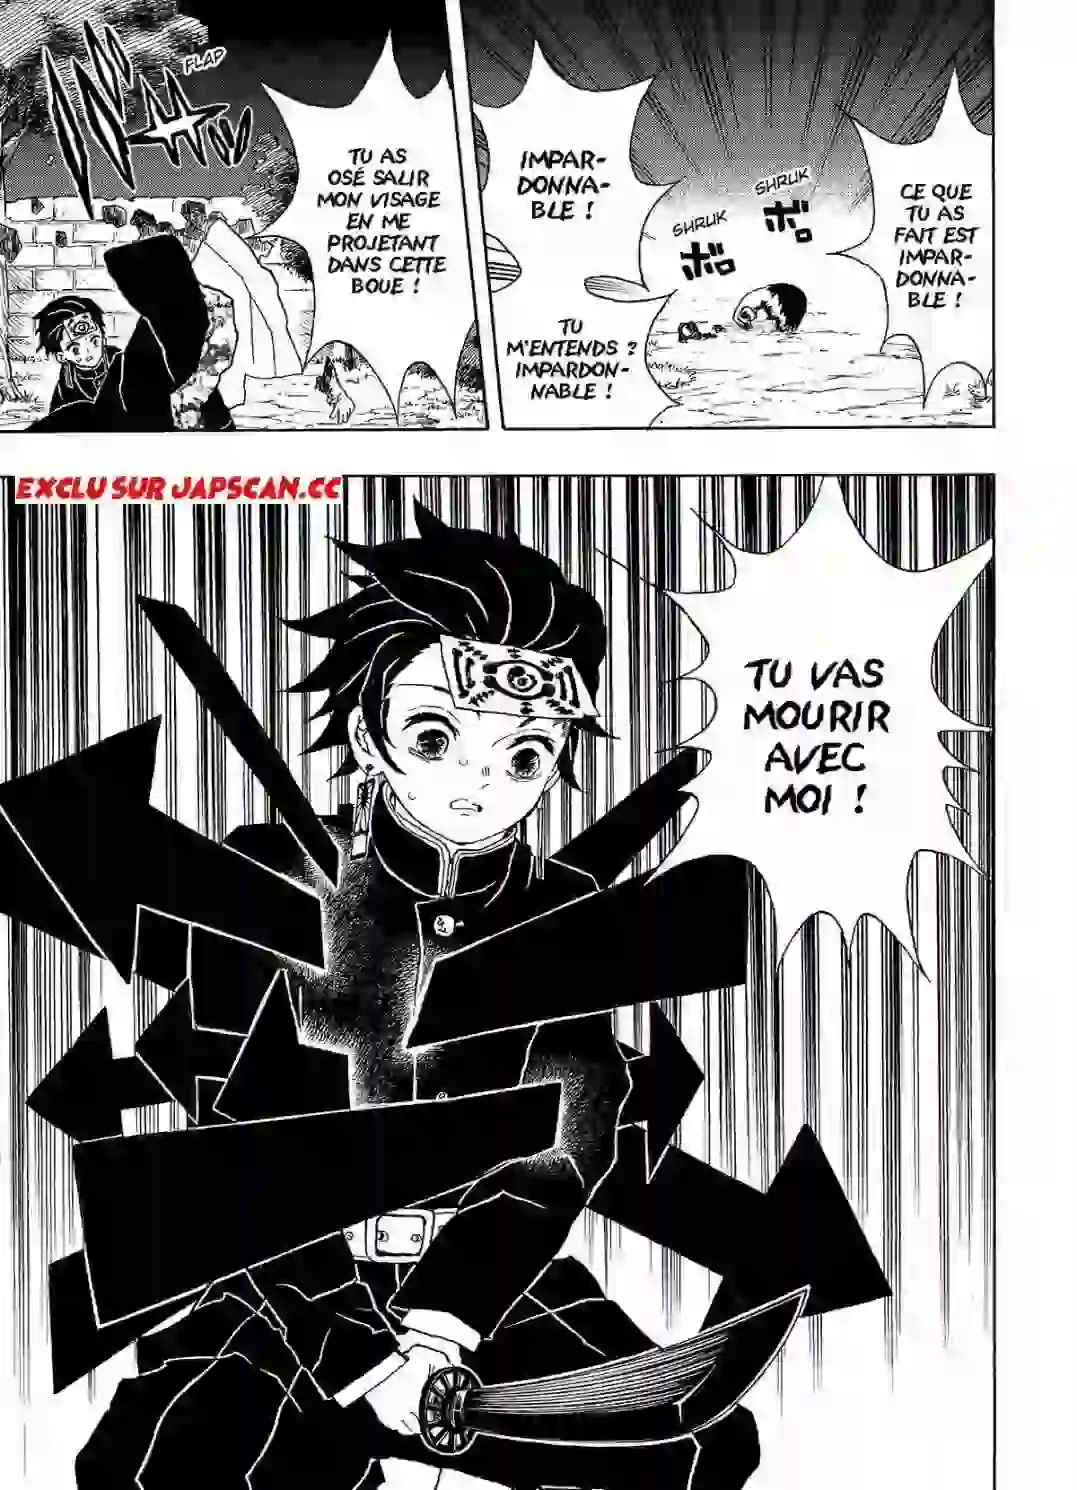 CE QUE
TU AS
FAIT EST
IMPAR-
DONNA-
BLE !
SHRUK
ボロ
SHRUK
ボロ
IMPAR-
DONNA-
BLE !
TU
M'ENTENDS ?
IMPARDON-
NABLE !
TU AS
OSÉ SALIR
MON VISAGE
EN ME
PROJETANT
DANS CETTE
BOUE !
FLAP
EXCLU SUR JAPSCAN.CC
TU VAS
MOURIR
AVEC
MOI !